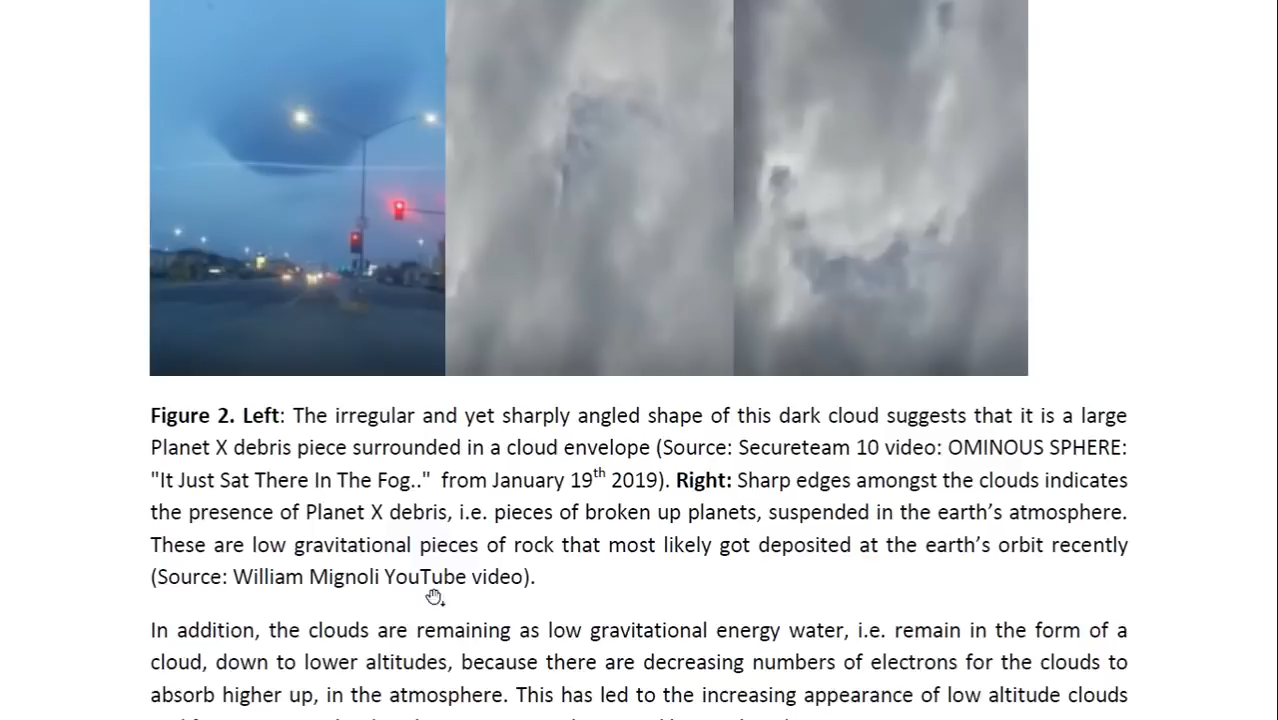 Figure 2. Left: The irregular and yet sharply angled shape of this dark cloud suggests that it is a large
Planet X debris piece surrounded in a cloud envelope (Source: Secureteam 10 video: OMINOUS SPHERE:
"It Just Sat There In The Fog.." from January 19th 2019). Right: Sharp edges amongst the clouds indicates
the presence of Planet X debris, i.e. pieces of broken up planets, suspended in the earth's atmosphere.
These are low gravitational pieces of rock that most likely got deposited at the earth's orbit recently
(Source: William Mignoli YouTube video).
In addition, the clouds are remaining as low gravitational energy water, i.e. remain in the form of a
cloud, down to lower altitudes, because there are decreasing numbers of electrons for the clouds to
absorb higher up, in the atmosphere. This has led to the increasing appearance of low altitude clouds